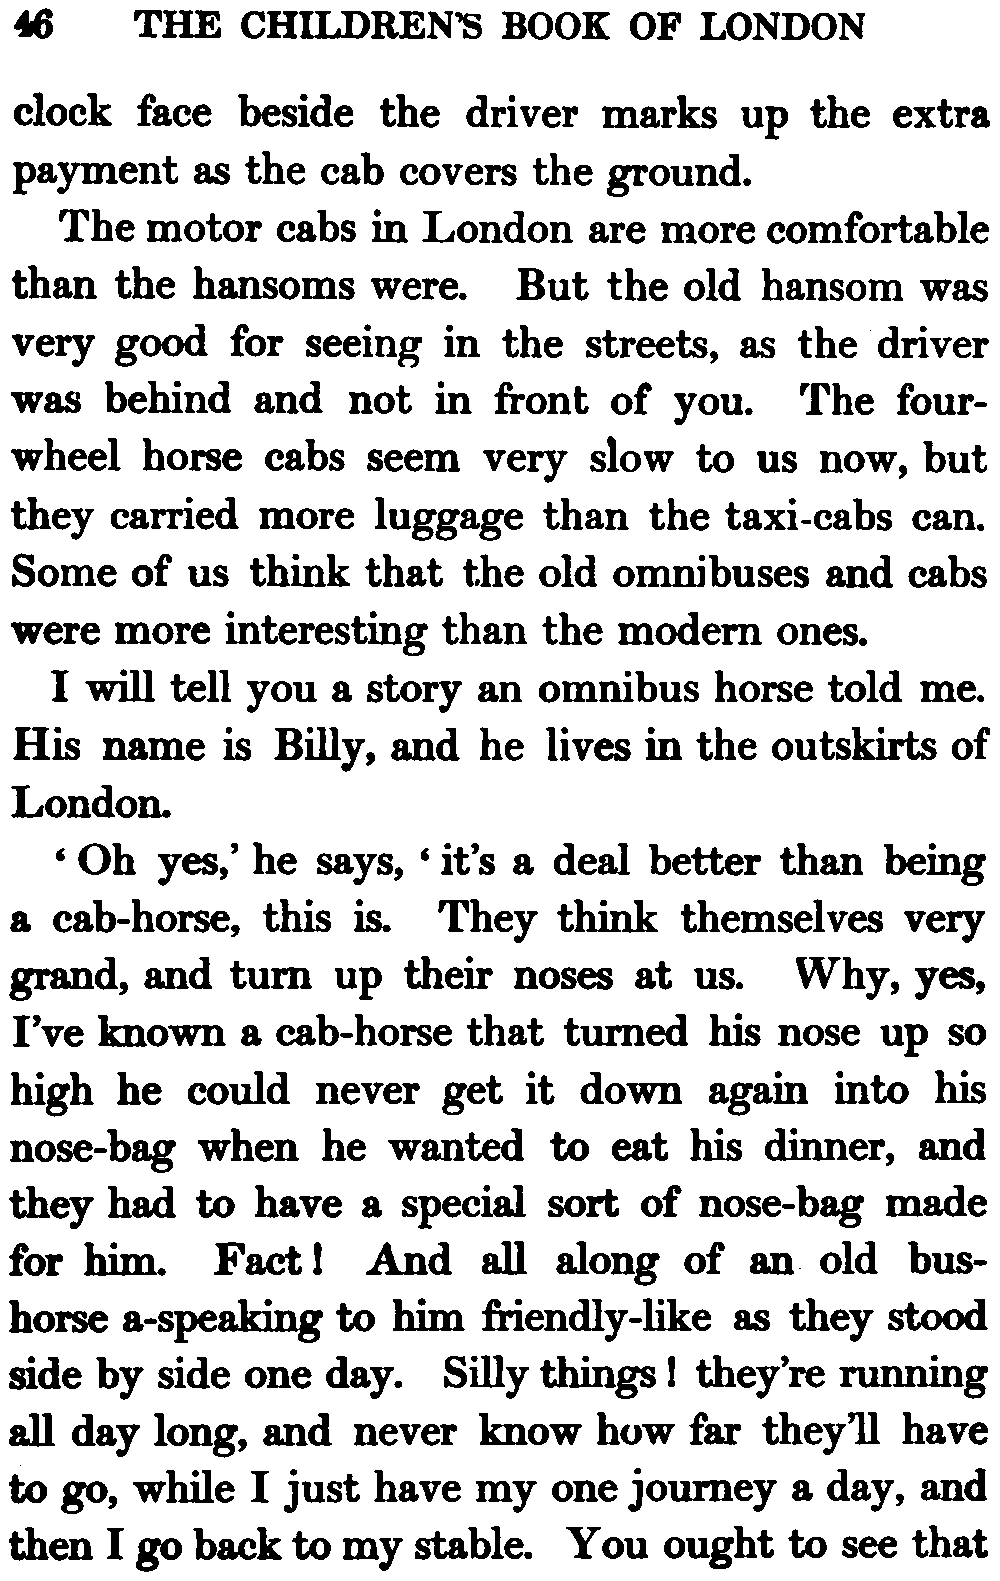 46 THE CHILDREN'S BOOK OF LONDON
clock face beside the driver marks up the extra
payment as the cab covers the ground.
The motor cabs in London are more comfortable
than the hansoms were. But the old hansom was
very good for seeing in the streets, as the driver
was behind and not in front of you. The four-
wheel horse cabs seem very slow to us now, but
they carried more luggage than the taxi-cabs can.
Some of us think that the old omnibuses and cabs
were more interesting than the modern ones.
I will tell you a story an omnibus horse told me.
His name is Billy, and he lives in the outskirts of
London.
‘Oh yes,’ he says, ‘it's a deal better than being
a cab-horse, this is. They think themselves very
grand, and turn up their noses at us. Why, yes,
I've known a cab-horse that turned his nose up so
high he could never get it down again into his
nose-bag when he wanted to eat his dinner, and
they had to have a special sort of nose-bag made
for him. Fact! And all along of an old bus-
horse a-speaking to him friendly-like as they stood
side by side one day. Silly things! they're running
all day long, and never know how far they'll have
to go, while I just have my one journey a day, and
then I go back to my stable. You ought to see that